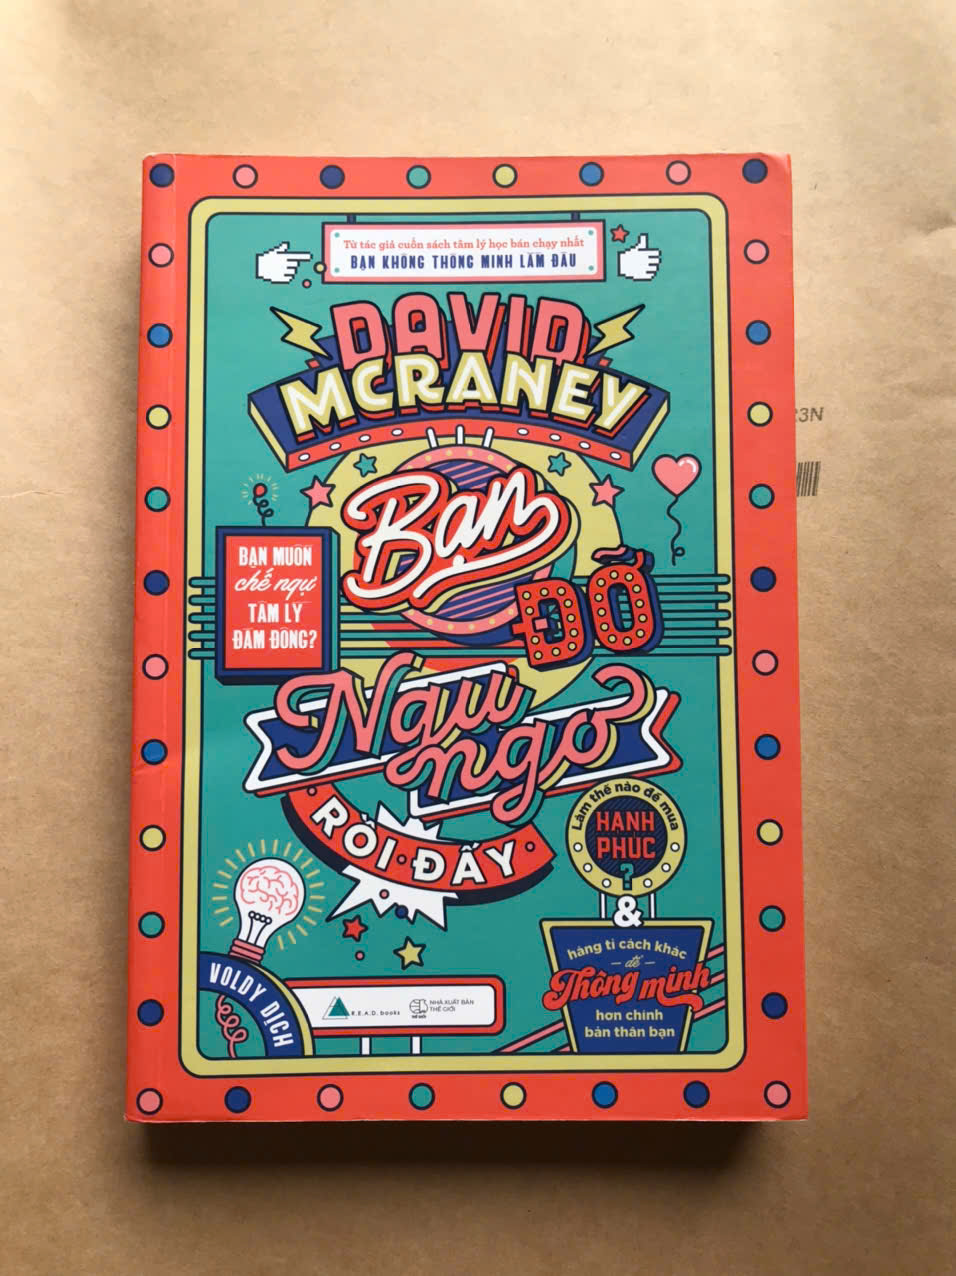 Từ tác giả cuốn sách tâm lý học bán chạy nhất
BẠN KHÔNG THÔNG MINH LẮM ĐÂU
DAVID
MCRANEY
Bạn
ĐỠ
BẠN MUỐN
chế ngự
TÂM LÝ
ĐÁM ĐÔNG?
Ngu
ngơ
RỒI·ĐẤY
Làm thế nào để mua
HẠNH
PHÚC
?
&
hàng tỉ cách khác
– để –
Thông minh
hơn chính
bản thân bạn
VOLDY DỊCH
R.E.A.D. books
NHÀ XUẤT BẢN
THẾ GIỚI
THẾ GIỚI
3N